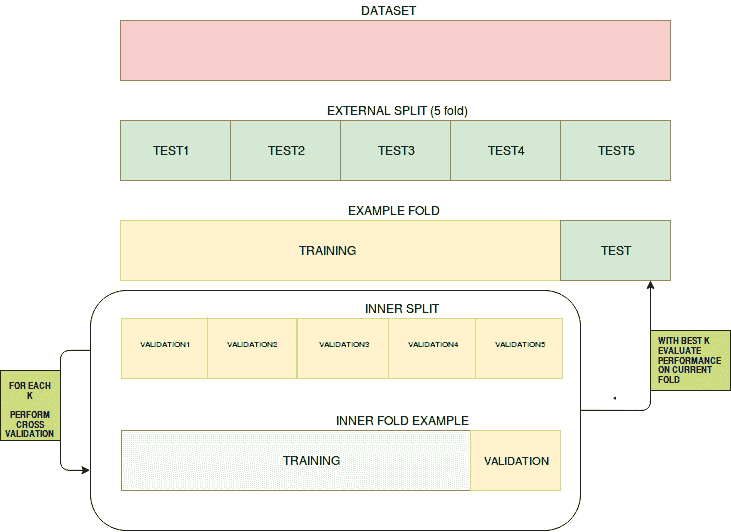 DATASET
EXTERNAL SPLIT (5 fold)
TEST1 TEST2 TEST3 TEST4 TEST5
EXAMPLE FOLD
TRAINING TEST
INNER SPLIT
VALIDATION1 VALIDATION2 VALIDATION3 VALIDATION4 VALIDATION5
WITH BEST K
EVALUATE
PERFORMANCE
ON CURRENT
FOLD
FOR EACH
K
PERFORM
CROSS
VALIDATION
INNER FOLD EXAMPLE
TRAINING VALIDATION